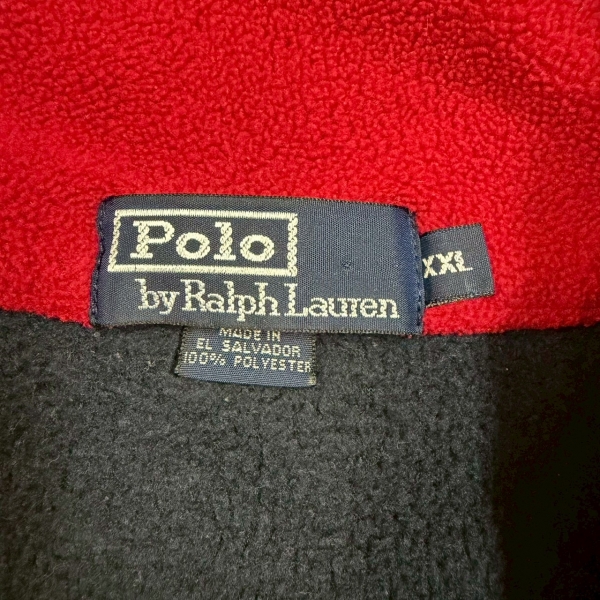 Polo
by Ralph Lauren
XXL
MADE IN
EL SALVADOR
100% POLYESTER